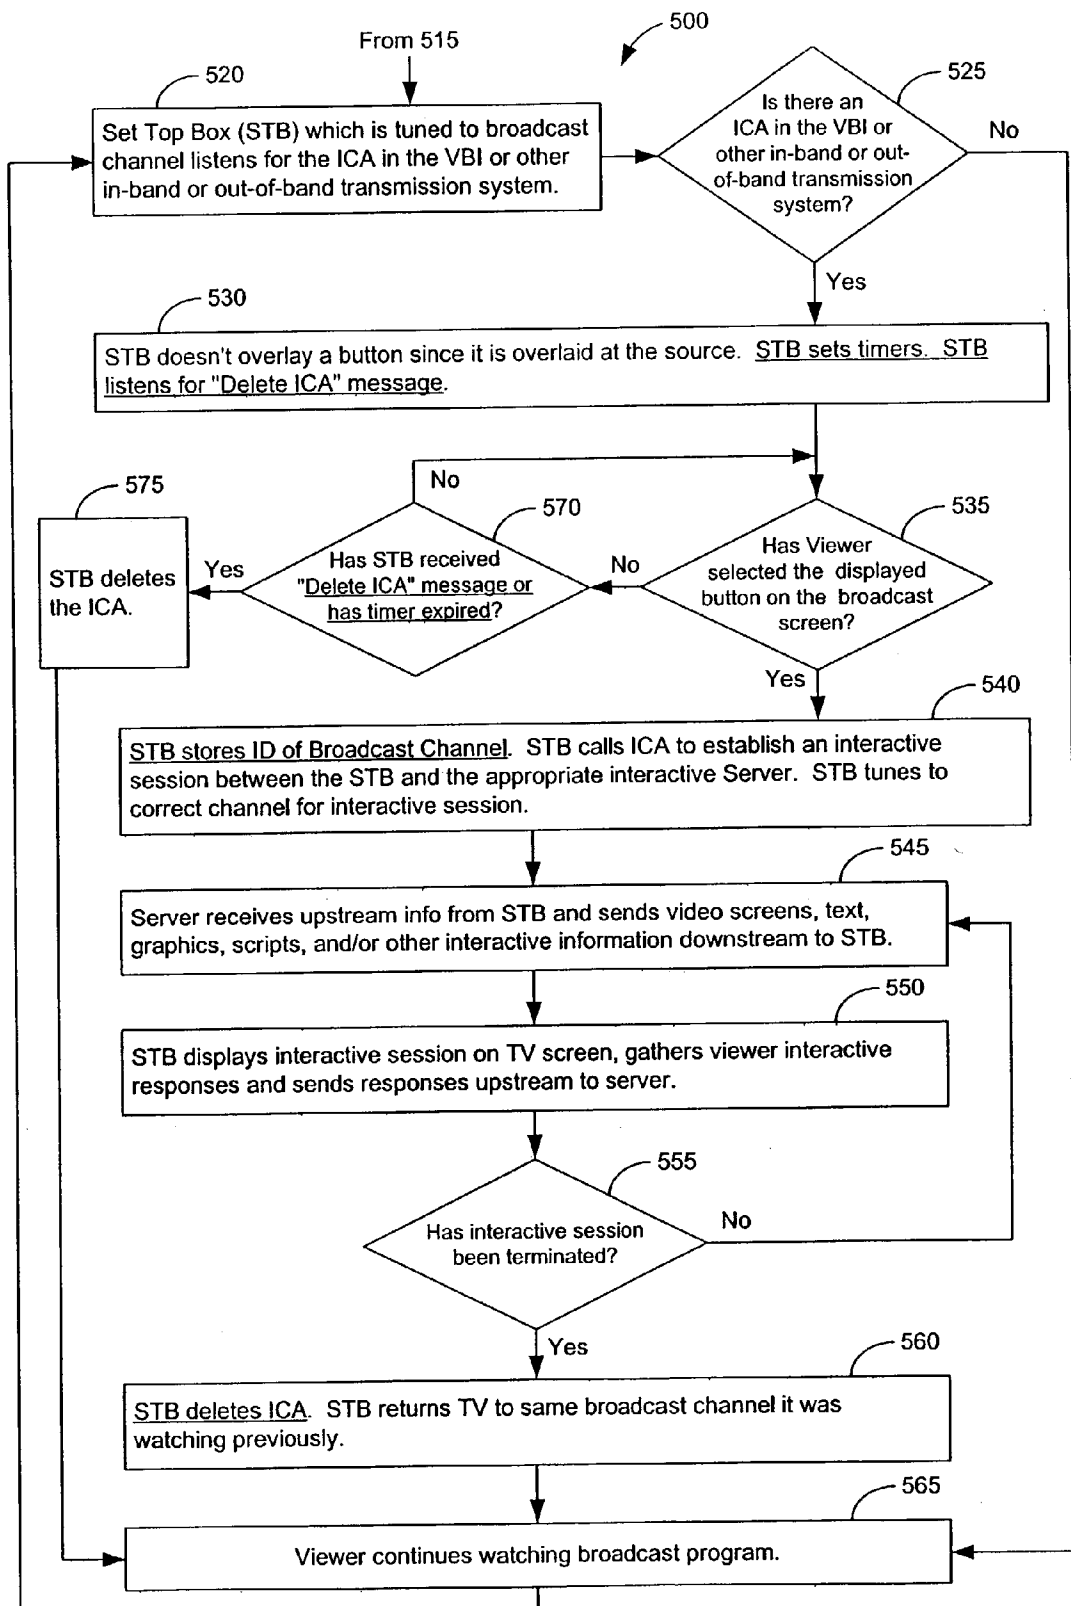 500
From 515
520
525
Set Top Box (STB) which is tuned to broadcast
channel listens for the ICA in the VBI or other
in-band or out-of-band transmission system.
Is there an
ICA in the VBI or
other in-band or out-
of-band transmission
system?
No
Yes
530
STB doesn't overlay a button since it is overlaid at the source. STB sets timers. STB
listens for "Delete ICA" message.
575
STB deletes
the ICA.
Yes
No
570
Has STB received
"Delete ICA" message or
has timer expired?
No
535
Has Viewer
selected the displayed
button on the broadcast
screen?
Yes
540
STB stores ID of Broadcast Channel. STB calls ICA to establish an interactive
session between the STB and the appropriate interactive Server. STB tunes to
correct channel for interactive session.
545
Server receives upstream info from STB and sends video screens, text,
graphics, scripts, and/or other interactive information downstream to STB.
550
STB displays interactive session on TV screen, gathers viewer interactive
responses and sends responses upstream to server.
555
Has interactive session
been terminated?
No
Yes
560
STB deletes ICA. STB returns TV to same broadcast channel it was
watching previously.
565
Viewer continues watching broadcast program.